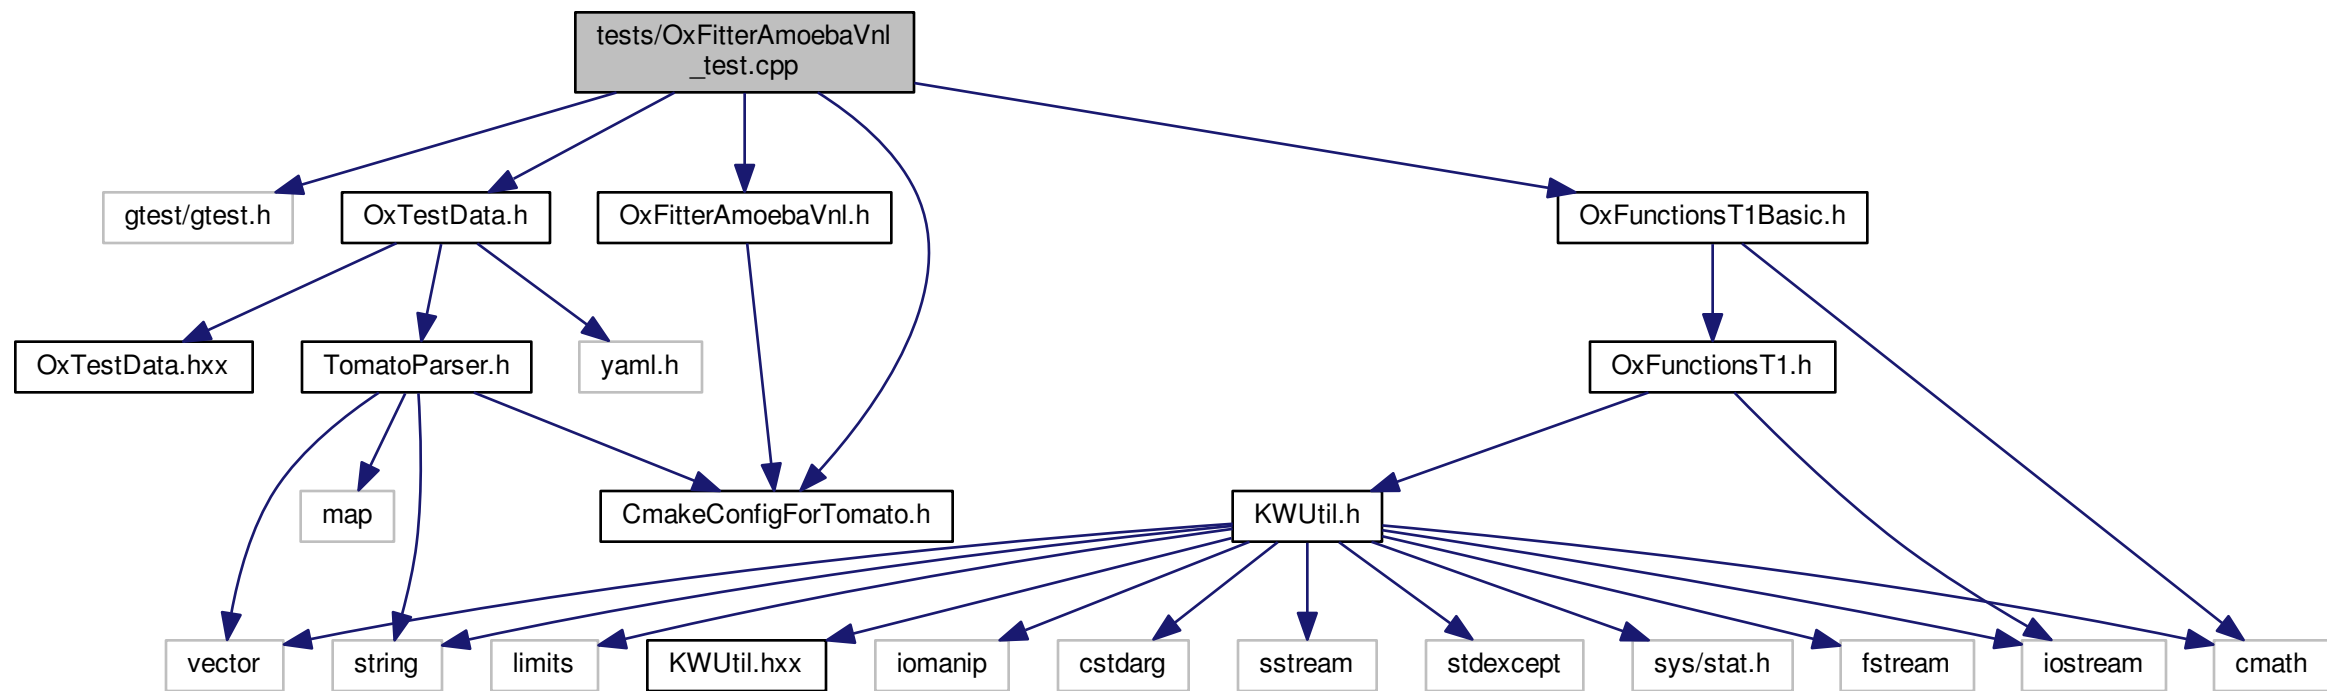 tests/OxFitterAmoebaVnl
_test.cpp
gtest/gtest.h
OxTestData.h
OxFitterAmoebaVnl.h
OxFunctionsT1Basic.h
OxTestData.hxx
TomatoParser.h
yaml.h
OxFunctionsT1.h
map
CmakeConfigForTomato.h
KWUtil.h
vector
string
limits
KWUtil.hxx
iomanip
cstdarg
sstream
stdexcept
sys/stat.h
fstream
iostream
cmath